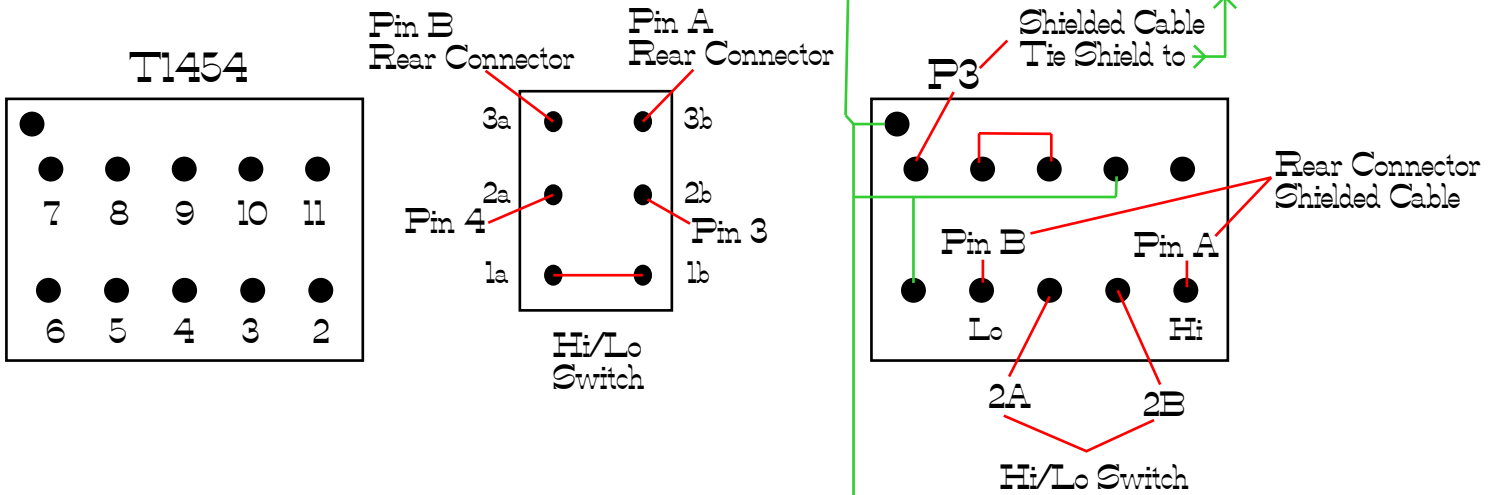 T1454
7 8 9 10 11
6 5 4 3 2
Pin B
Rear Connector
Pin A
Rear Connector
3a
3b
2a
2b
Pin 4
Pin 3
1a
1b
Hi/Lo
Switch
Shielded Cable
Tie Shield to
P3
Rear Connector
Shielded Cable
Pin B
Pin A
Lo
Hi
2A
2B
Hi/Lo Switch